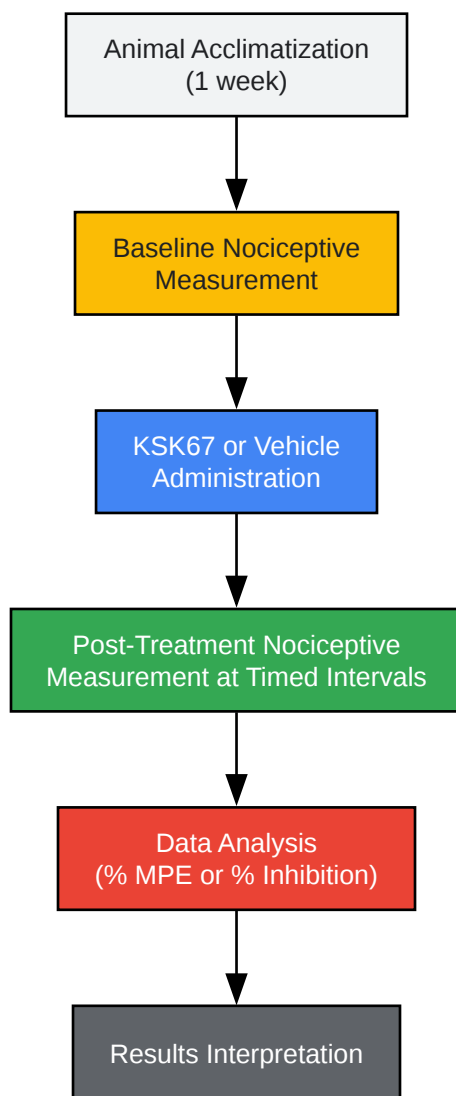 Animal Acclimatization
(1 week)
Baseline Nociceptive
Measurement
KSK67 or Vehicle
Administration
Post-Treatment Nociceptive
Measurement at Timed Intervals
Data Analysis
(% MPE or % Inhibition)
Results Interpretation